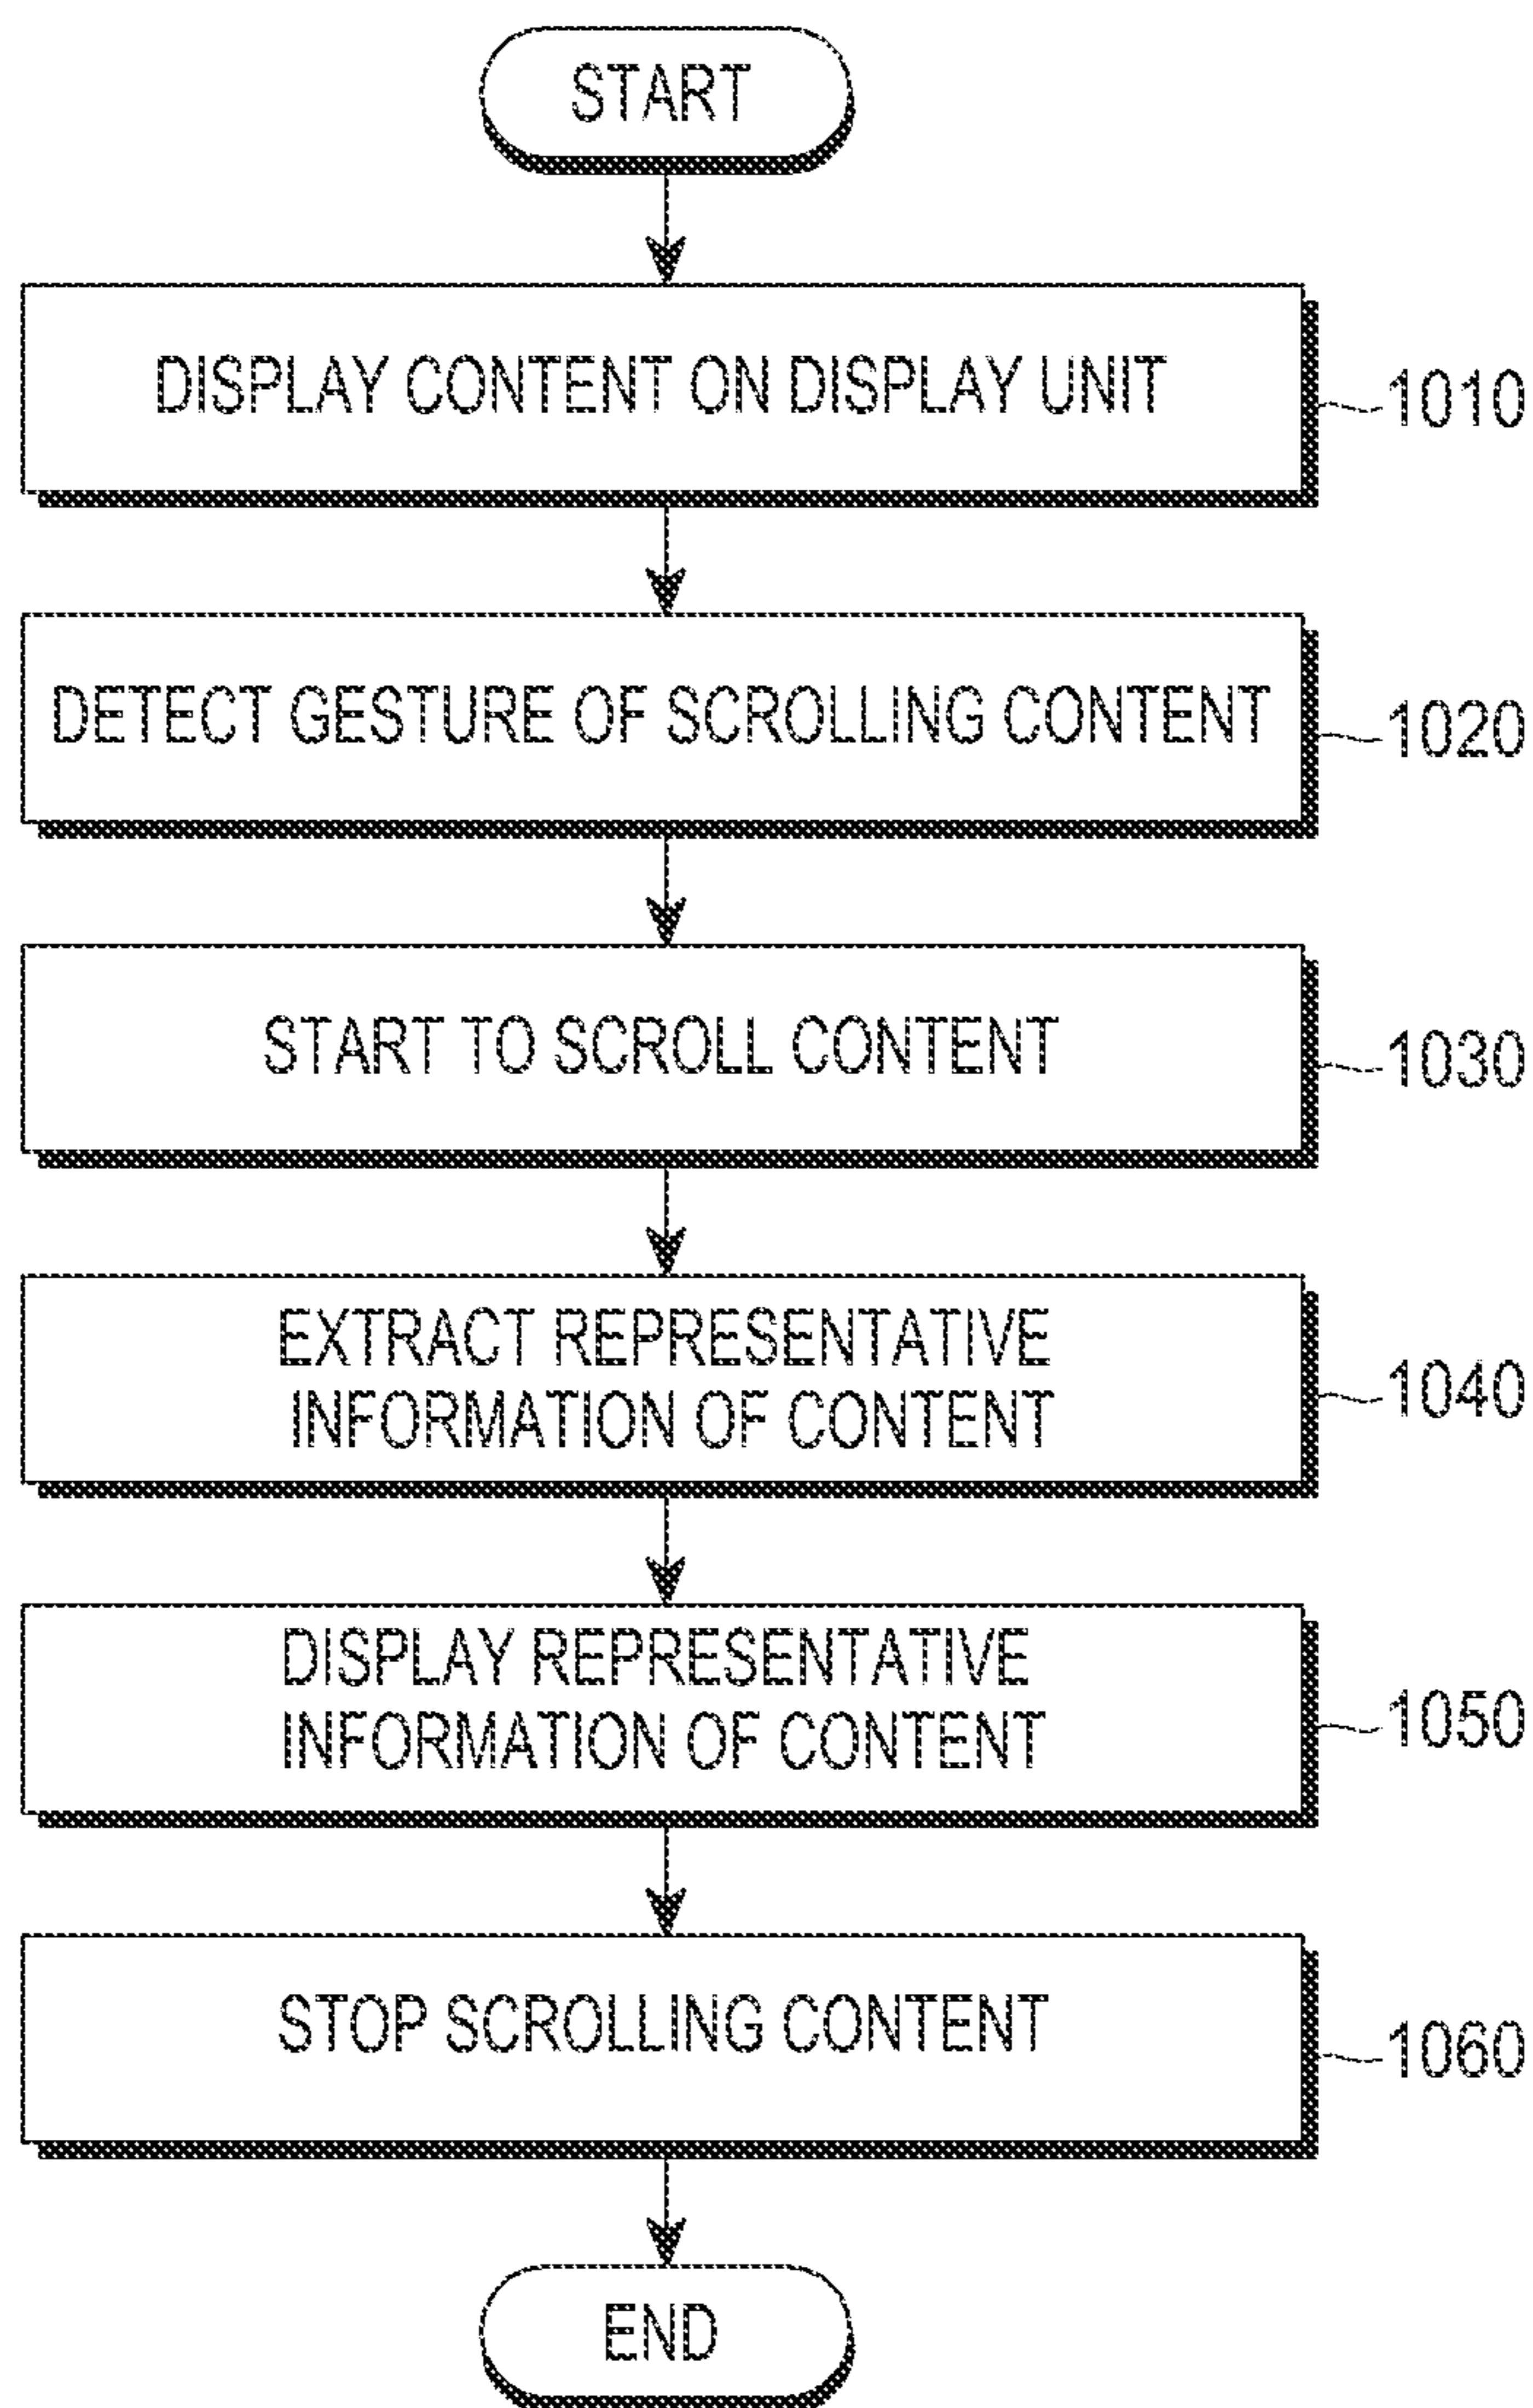 START
DISPLAY CONTENT ON DISPLAY UNIT
1010
DETECT GESTURE OF SCROLLING CONTENT
1020
START TO SCROLL CONTENT
1030
EXTRACT REPRESENTATIVE
INFORMATION OF CONTENT
1040
DISPLAY REPRESENTATIVE
INFORMATION OF CONTENT
1050
STOP SCROLLING CONTENT
1060
END